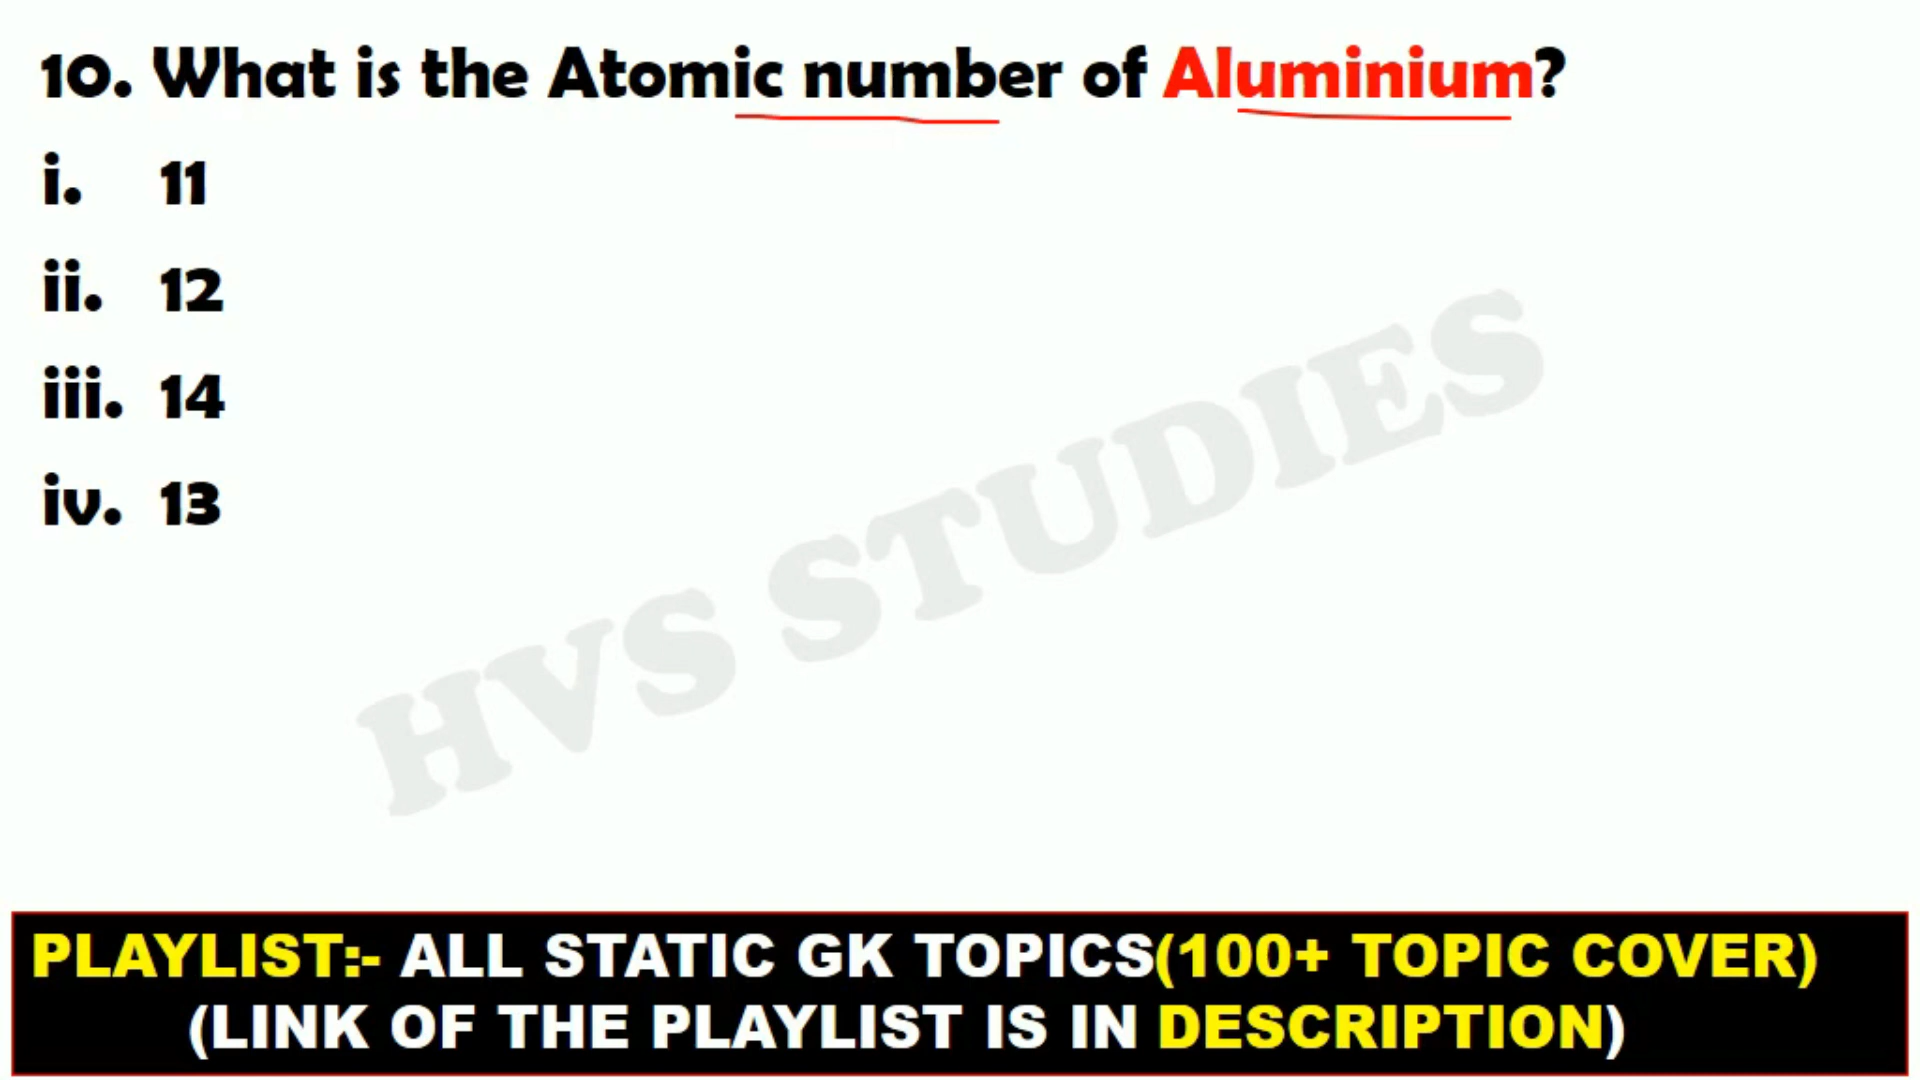 10. What is the Atomic number of Aluminium?
i. 11
ii. 12
iii. 14
iv. 13
HVS STUDIES
PLAYLIST:- ALL STATIC GK TOPICS(100+ TOPIC COVER)
(LINK OF THE PLAYLIST IS IN DESCRIPTION)